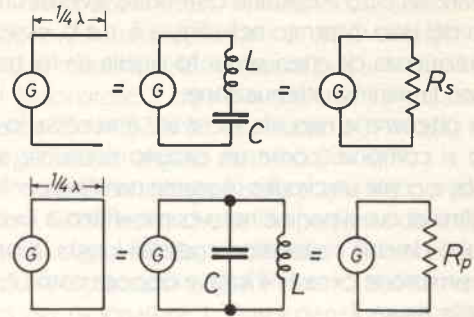 1/4 λ
G = G L C = G Rs
1/4 λ
G = G C L = G Rp